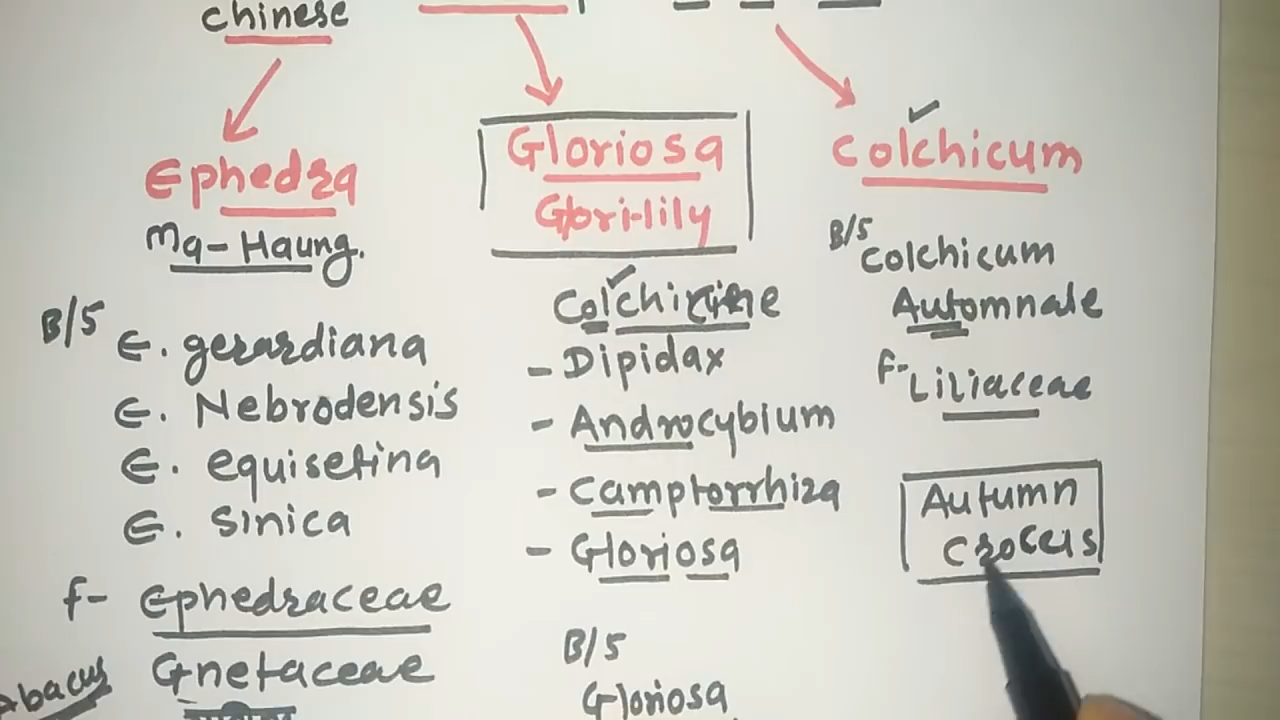 chinese
Ephedra
Ma-Haung.
B/S
E. gerardiana
E. Nebrodensis
E. equisetina
E. Sinica
f- Ephedraceae
Gnetaceae
Abacus
Gloriosa
Glori-lily
Colchicine
- Dipidax
- Androcybium
- Camptorrhiza
- Gloriosa
B/S
Gloriosa
Colchicum
B/S Colchicum
Automnale
f- Liliaceae
Autumn
Crocus